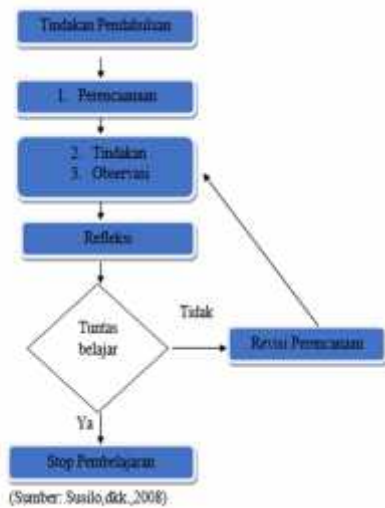 Tindakan Pendahuluan
1. Perencanaan
2. Tindakan
3. Observasi
Refleksi
Tuntas
belajar
Tidak
Revisi Perencanaan
Ya
Stop Pembelajaran
(Sumber: Susilo,dkk.,2008)